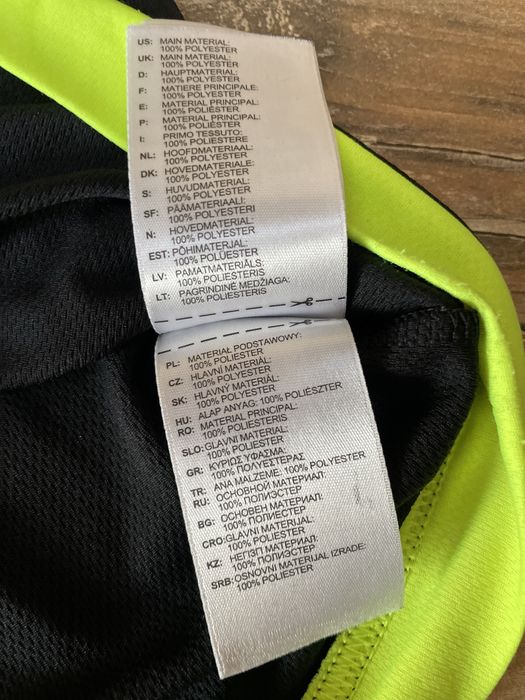 US: MAIN MATERIAL:
100% POLYESTER
UK: MAIN MATERIAL:
100% POLYESTER
D: HAUPTMATERIAL:
100% POLYESTER
F: MATIERE PRINCIPALE:
100% POLYESTER
E: MATERIAL PRINCIPAL:
100% POLIÉSTER
P: MATERIAL PRINCIPAL:
100% POLIÉSTER
I: PRIMO TESSUTO:
100% POLIESTERE
NL: HOOFDMATERIAAL:
100% POLYESTER
DK: HOVEDMATERIALE:
100% POLYESTER
S: HUVUDMATERIAL:
100% POLYESTER
SF: PÄÄMATERIAALI:
100% POLYESTERI
N: HOVEDMATERIAL:
100% POLYESTER
EST: PÕHIMATERJAL:
100% POLÜESTER
LV: PAMATMATERIĀLS:
100% POLIESTERIS
LT: PAGRINDINĖ MEDŽIAGA:
100% POLIESTERIS
PL: MATERIAŁ PODSTAWOWY:
100% POLIESTER
CZ: HLAVNÍ MATERIÁL:
100% POLYESTER
SK: HLAVNÝ MATERIÁL:
100% POLYESTER
HU: ALAP ANYAG: 100% POLIÉSZTER
RO: MATERIAL PRINCIPAL:
100% POLIESTERIS
SLO: GLAVNI MATERIAL:
100% POLIESTER
GR: ΚΥΡΙΩΣ ΥΦΑΣΜΑ:
100% ΠΟΛΥΕΣΤΕΡΑΣ
TR: ANA MALZEME: 100% POLYESTER
RU: ОСНОВНОЙ МАТЕРИАЛ:
100% ПОЛИЭСТЕР
BG: ОСНОВЕН МАТЕРИАЛ:
100% ПОЛИЕСТЕР
CRO: GLAVNI MATERIJAL:
100% POLIESTER
KZ: НЕГІЗГІ МАТЕРИАЛ:
100% ПОЛИЭСТЕР
SRB: OSNOVNI MATERIJAL IZRADE:
100% POLIESTER